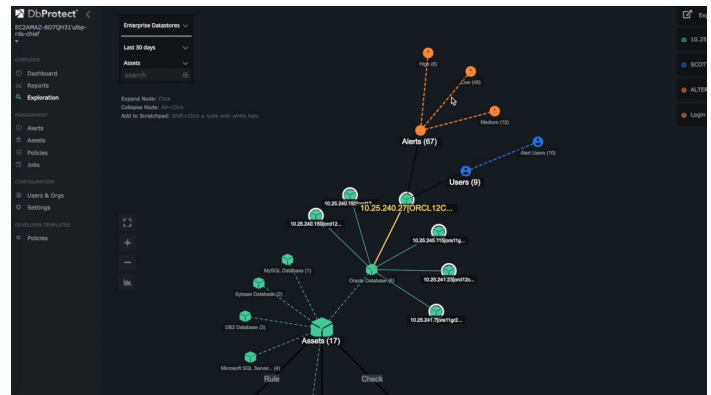 DbProtect
EC2AMAZ-8O7QH31\dbp-
rds-chief
OVERVIEW
Dashboard
Reports
Exploration
MANAGEMENT
Alerts
Assets
Policies
Jobs
CONFIGURATION
Users & Orgs
Settings
DEVELOPER TEMPLATES
Policies
Enterprise Datastores
Last 30 days
Assets
search
Expand Node: Click
Collapse Node: Alt+Click
Add to Scratchpad: Shift+Click a node with white halo
High (6)
Low (49)
Medium (12)
Alerts (67)
Alert Users (10)
Users (9)
10.25.240.27[ORCL12C...
10.25.240.150[orcl12...
10.25.245.115[ora11g...
10.25.241.23[orcl12c...
10.25.241.7[ora11gr2...
Oracle Database (6)
MySQL Database (1)
Sybase Database (2)
DB2 Database (3)
Assets (17)
Microsoft SQL Server... (4)
Rule
Check
10.25
SCOT
ALTER
Login